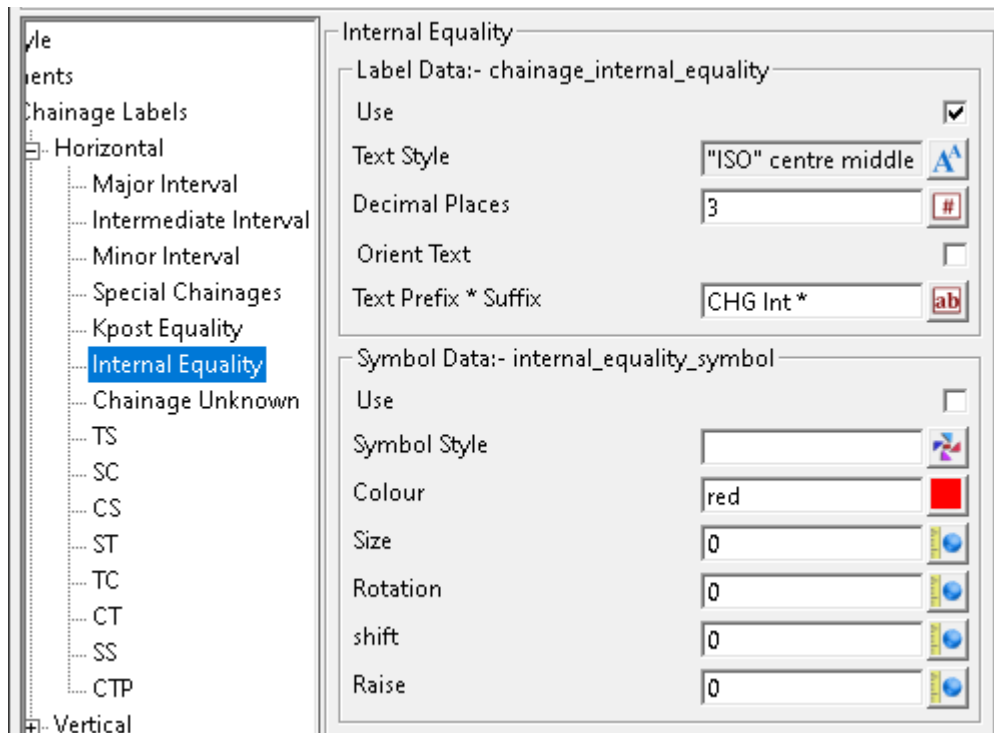 Internal Equality
Label Data:- chainage_internal_equality
Chainage Labels
Use
Horizontal
Text Style "ISO" centre middle
Major Interval
Decimal Places 3
Intermediate Interval
Minor Interval
Orient Text
Special Chainages
Text Prefix * Suffix CHG Int *
Kpost Equality
Internal Equality
Symbol Data:- internal_equality_symbol
Chainage Unknown
Use
TS
Symbol Style
SC
Colour red
CS
Size 0
ST
TC
Rotation 0
CT
shift 0
SS
CTP
Raise 0
Vertical